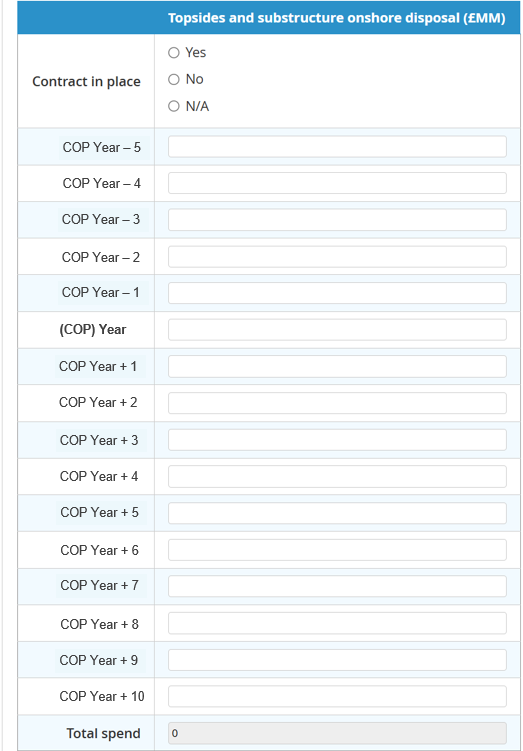 Topsides and substructure onshore disposal (£MM)
Contract in place
Yes
No
N/A
COP Year – 5
COP Year – 4
COP Year – 3
COP Year – 2
COP Year – 1
(COP) Year
COP Year + 1
COP Year + 2
COP Year + 3
COP Year + 4
COP Year + 5
COP Year + 6
COP Year + 7
COP Year + 8
COP Year + 9
COP Year + 10
Total spend 0